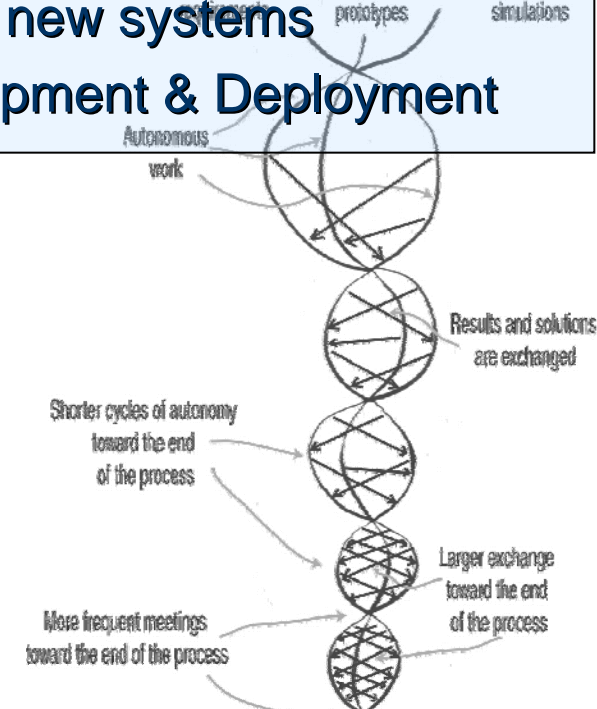 new systems
pment & Deployment
requirements prototypes simulations
Autonomous
work
Results and solutions
are exchanged
Shorter cycles of autonomy
toward the end
of the process
Larger exchange
toward the end
of the process
More frequent meetings
toward the end of the process